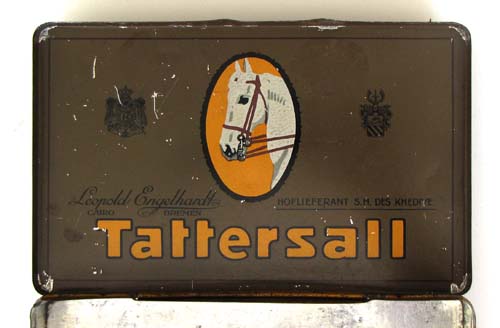 Leopold Engelhardt
CAIRO BREMEN
HOFLIEFERANT S.H. DES KHEDIVE
Tattersall